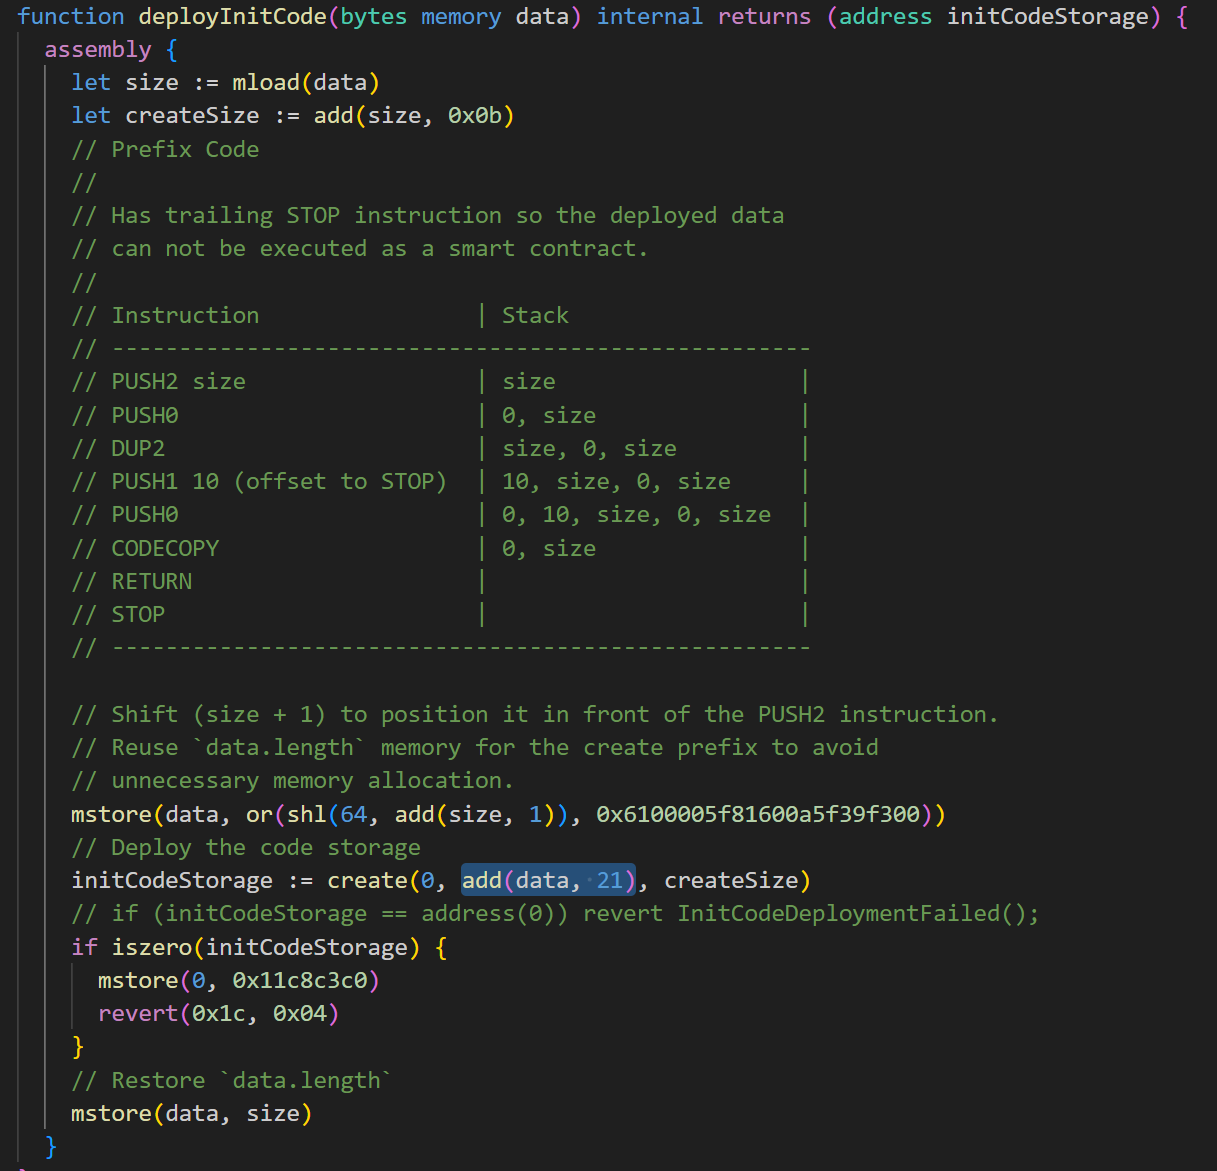 function deployInitCode(bytes memory data) internal returns (address initCodeStorage) {
assembly {
let size := mload(data)
let createSize := add(size, 0x0b)
// Prefix Code
//
// Has trailing STOP instruction so the deployed data
// can not be executed as a smart contract.
//
// Instruction | Stack
// ----------------------------------------------------
// PUSH2 size | size |
// PUSH0 | 0, size |
// DUP2 | size, 0, size |
// PUSH1 10 (offset to STOP) | 10, size, 0, size |
// PUSH0 | 0, 10, size, 0, size |
// CODECOPY | 0, size |
// RETURN | |
// STOP | |
// ----------------------------------------------------
// Shift (size + 1) to position it in front of the PUSH2 instruction.
// Reuse `data.length` memory for the create prefix to avoid
// unnecessary memory allocation.
mstore(data, or(shl(64, add(size, 1)), 0x6100005f81600a5f39f300))
// Deploy the code storage
initCodeStorage := create(0, add(data, 21), createSize)
// if (initCodeStorage == address(0)) revert InitCodeDeploymentFailed();
if iszero(initCodeStorage) {
mstore(0, 0x11c8c3c0)
revert(0x1c, 0x04)
}
// Restore `data.length`
mstore(data, size)
}